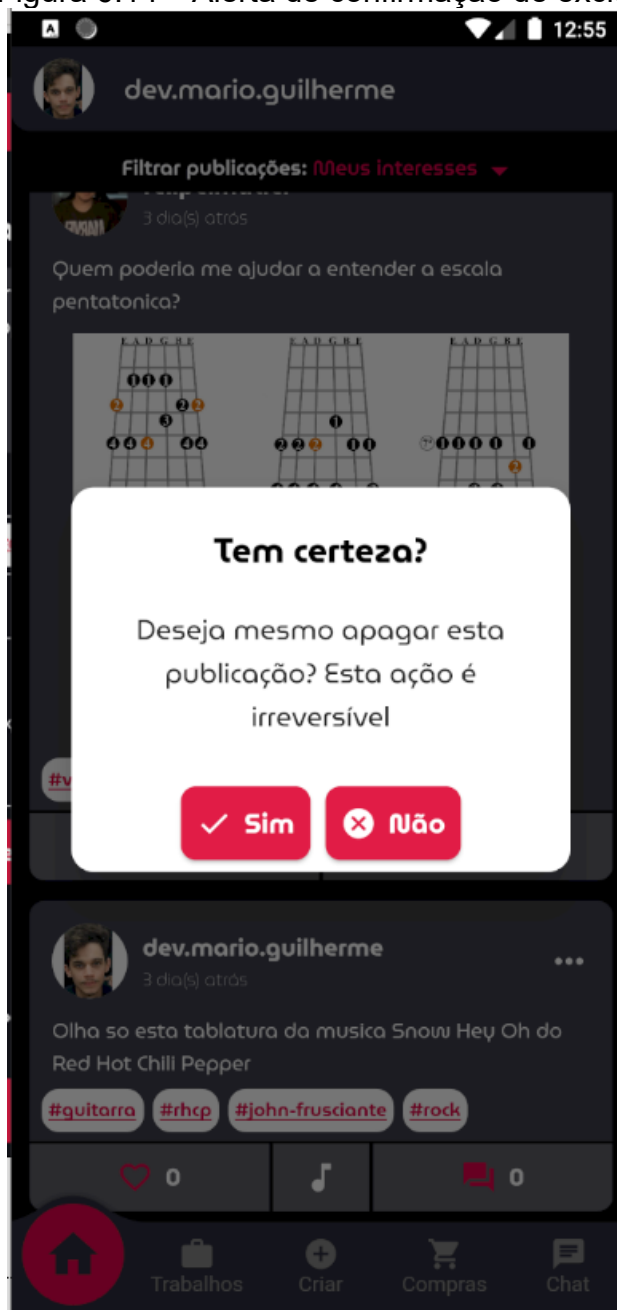 12:55
dev.mario.guilherme
Filtrar publicações: Meus interesses
3 dia(s) atrás
Quem poderia me ajudar a entender a escala
pentatonica?
E A D G B E E A D G B E E A D G B E
Tem certeza?
Deseja mesmo apagar esta
publicação? Esta ação é
irreversível
Sim Não
dev.mario.guilherme
3 dia(s) atrás
Olha so esta tablatura da musica Snow Hey Oh do
Red Hot Chili Pepper
#guitarra #rhcp #john-frusciante #rock
0 0
Trabalhos Criar Compras Chat